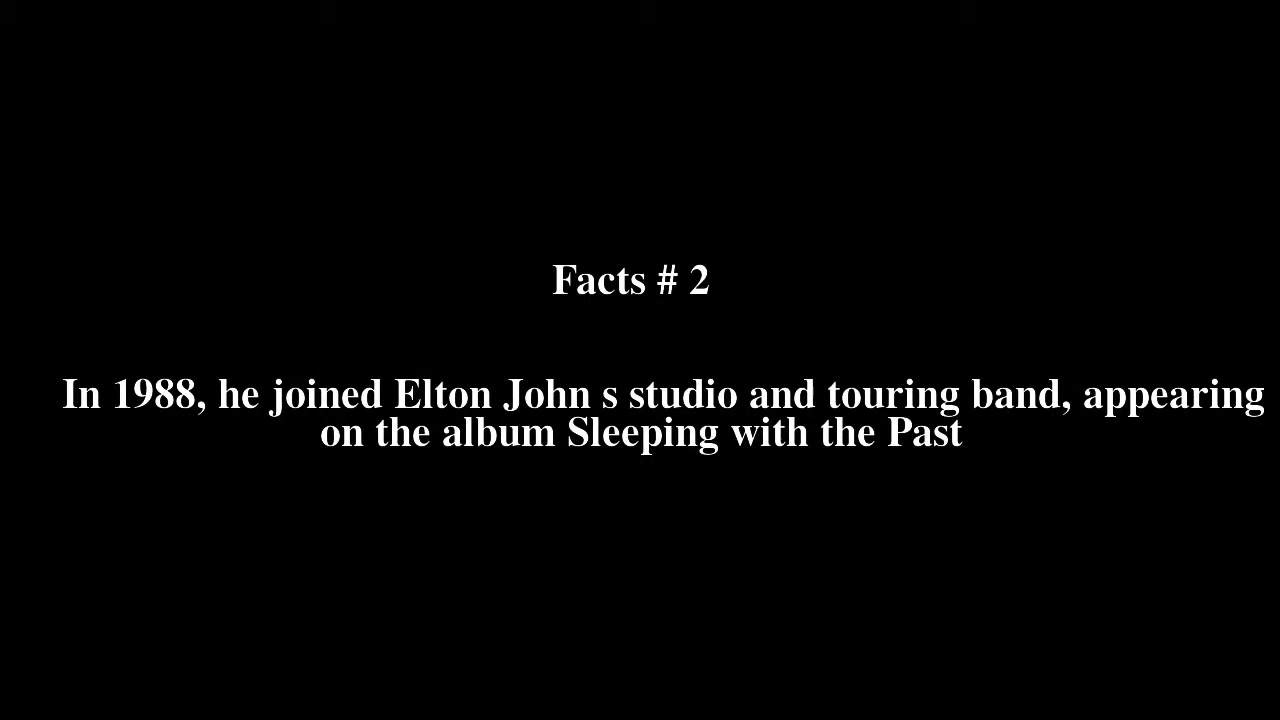 Facts # 2
In 1988, he joined Elton John s studio and touring band, appearing
on the album Sleeping with the Past